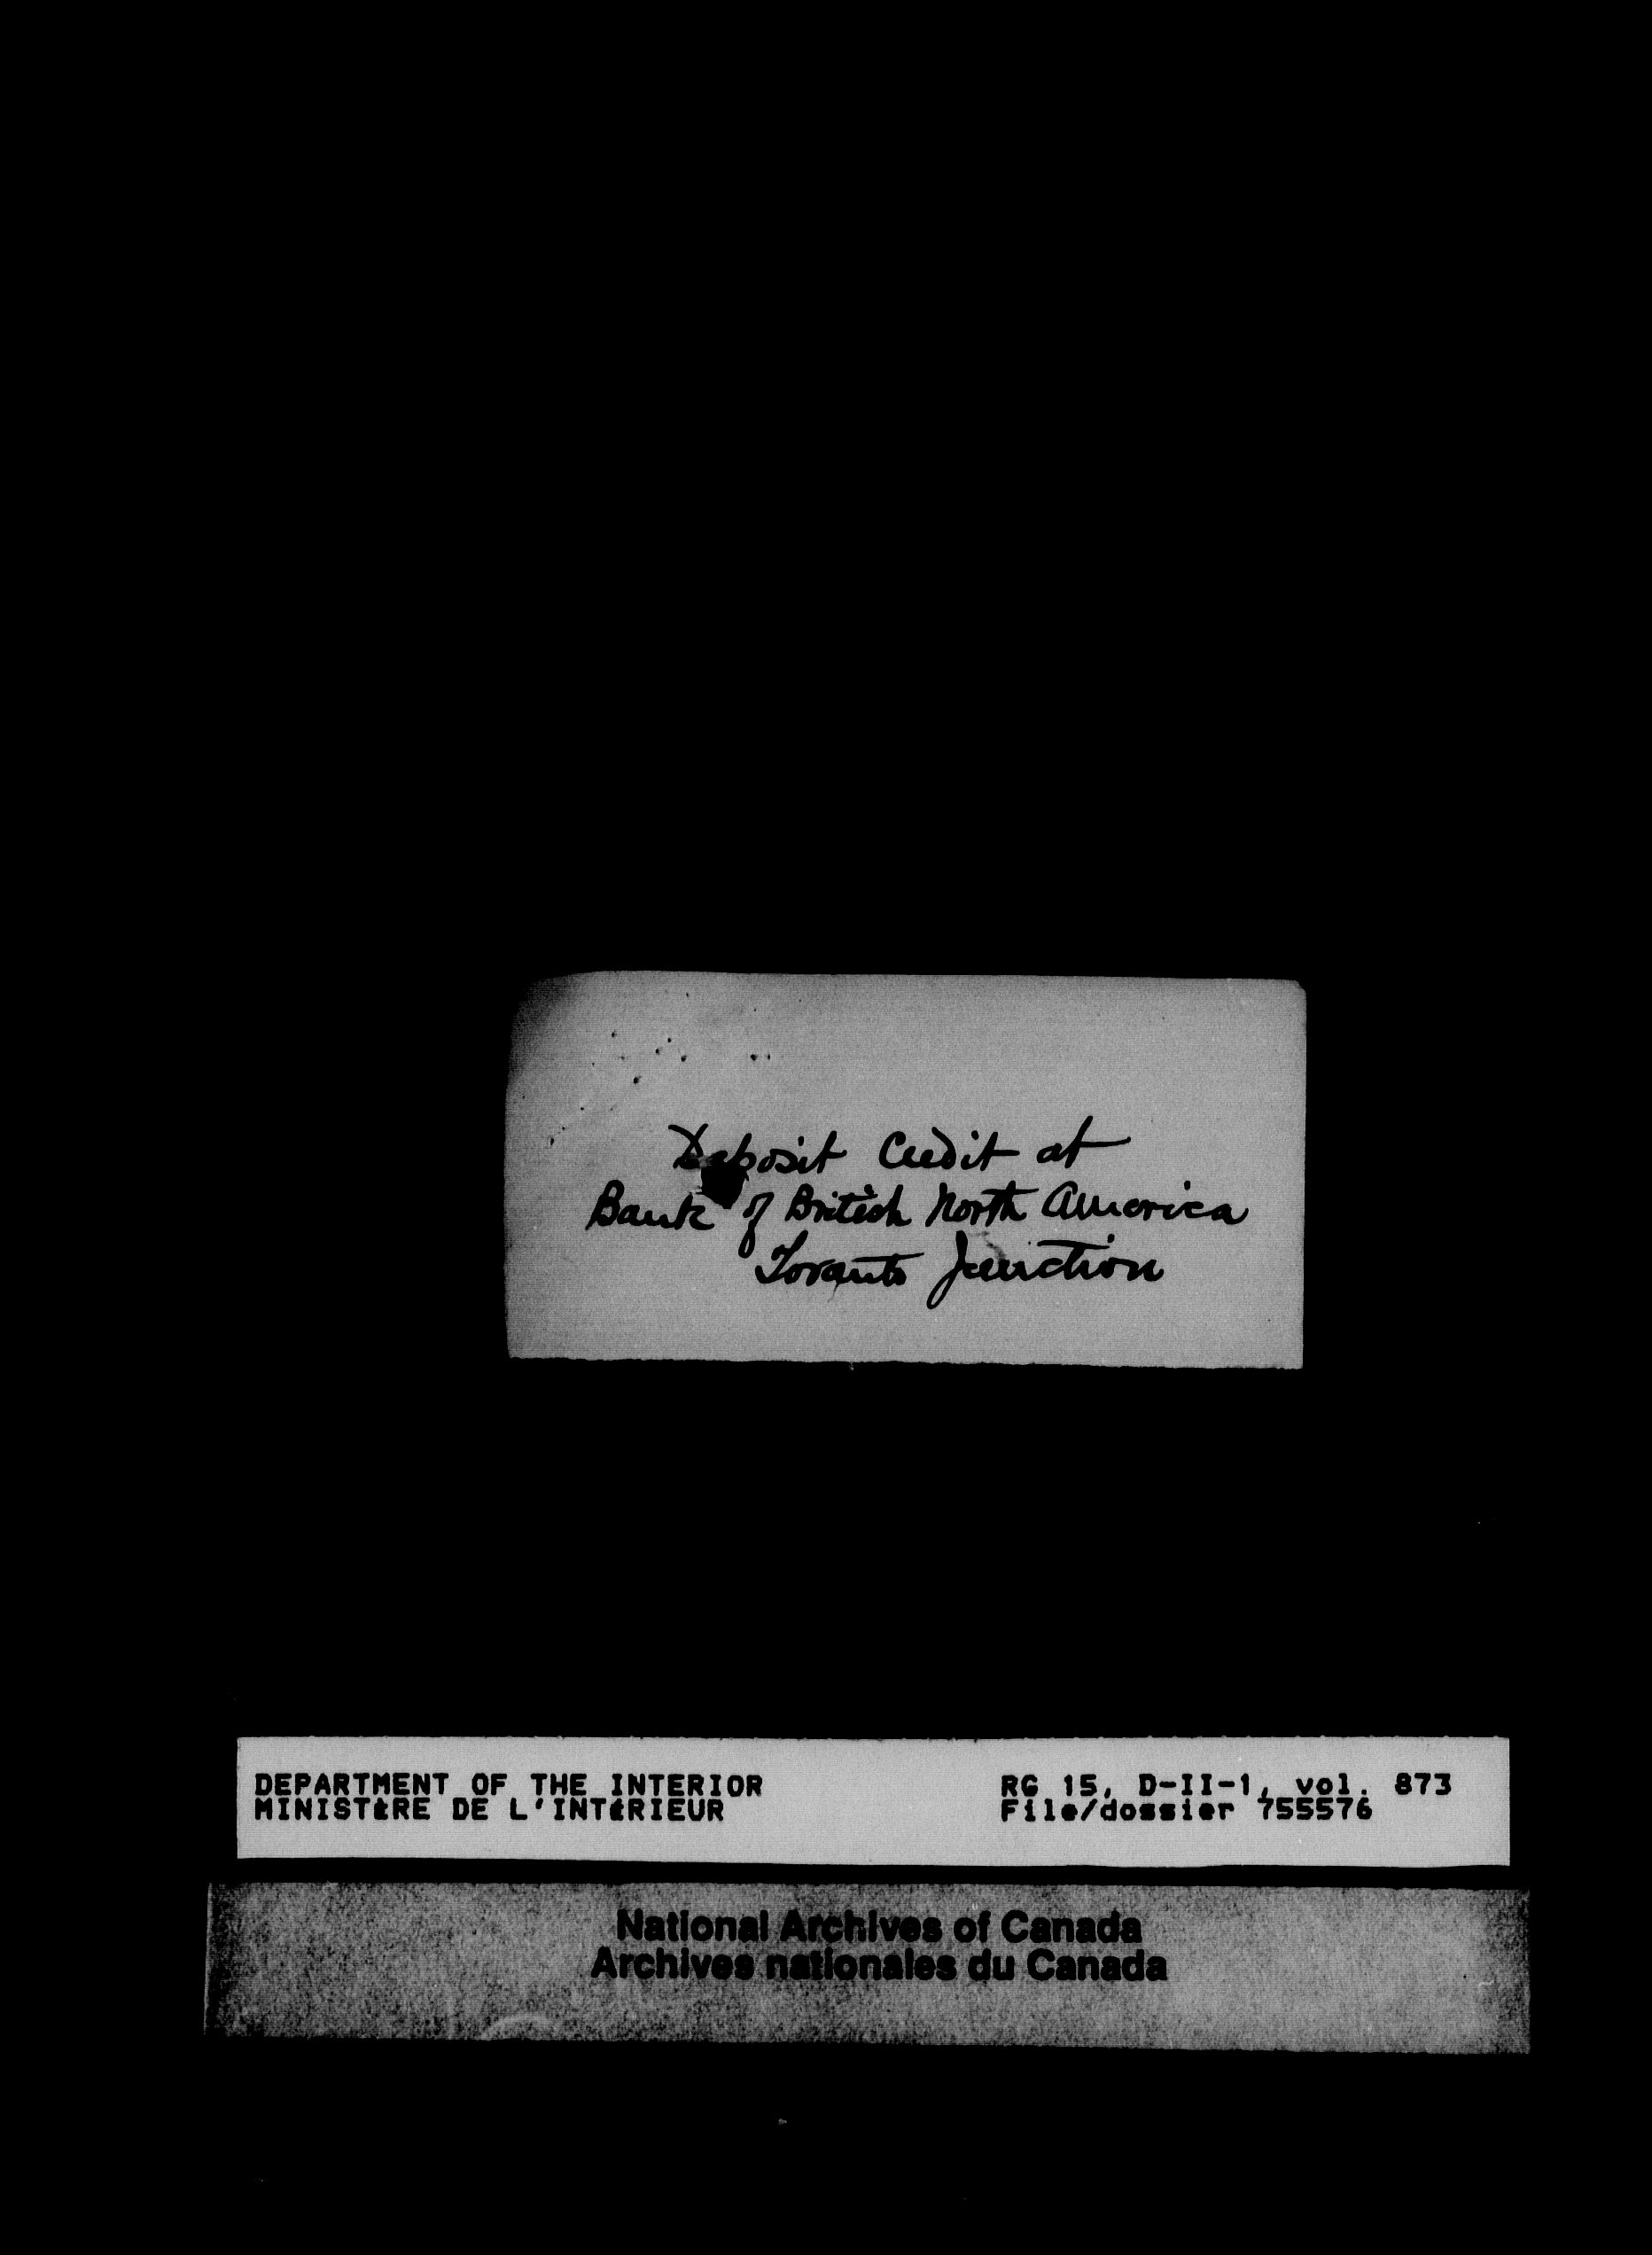 Deposit Credit at
Bank of British North America
Toronto Junction
DEPARTMENT OF THE INTERIOR
MINISTÈRE DE L'INTÉRIEUR
RG 15, D-II-1, vol. 873
File/dossier 755576
National Archives of Canada
Archives nationales du Canada